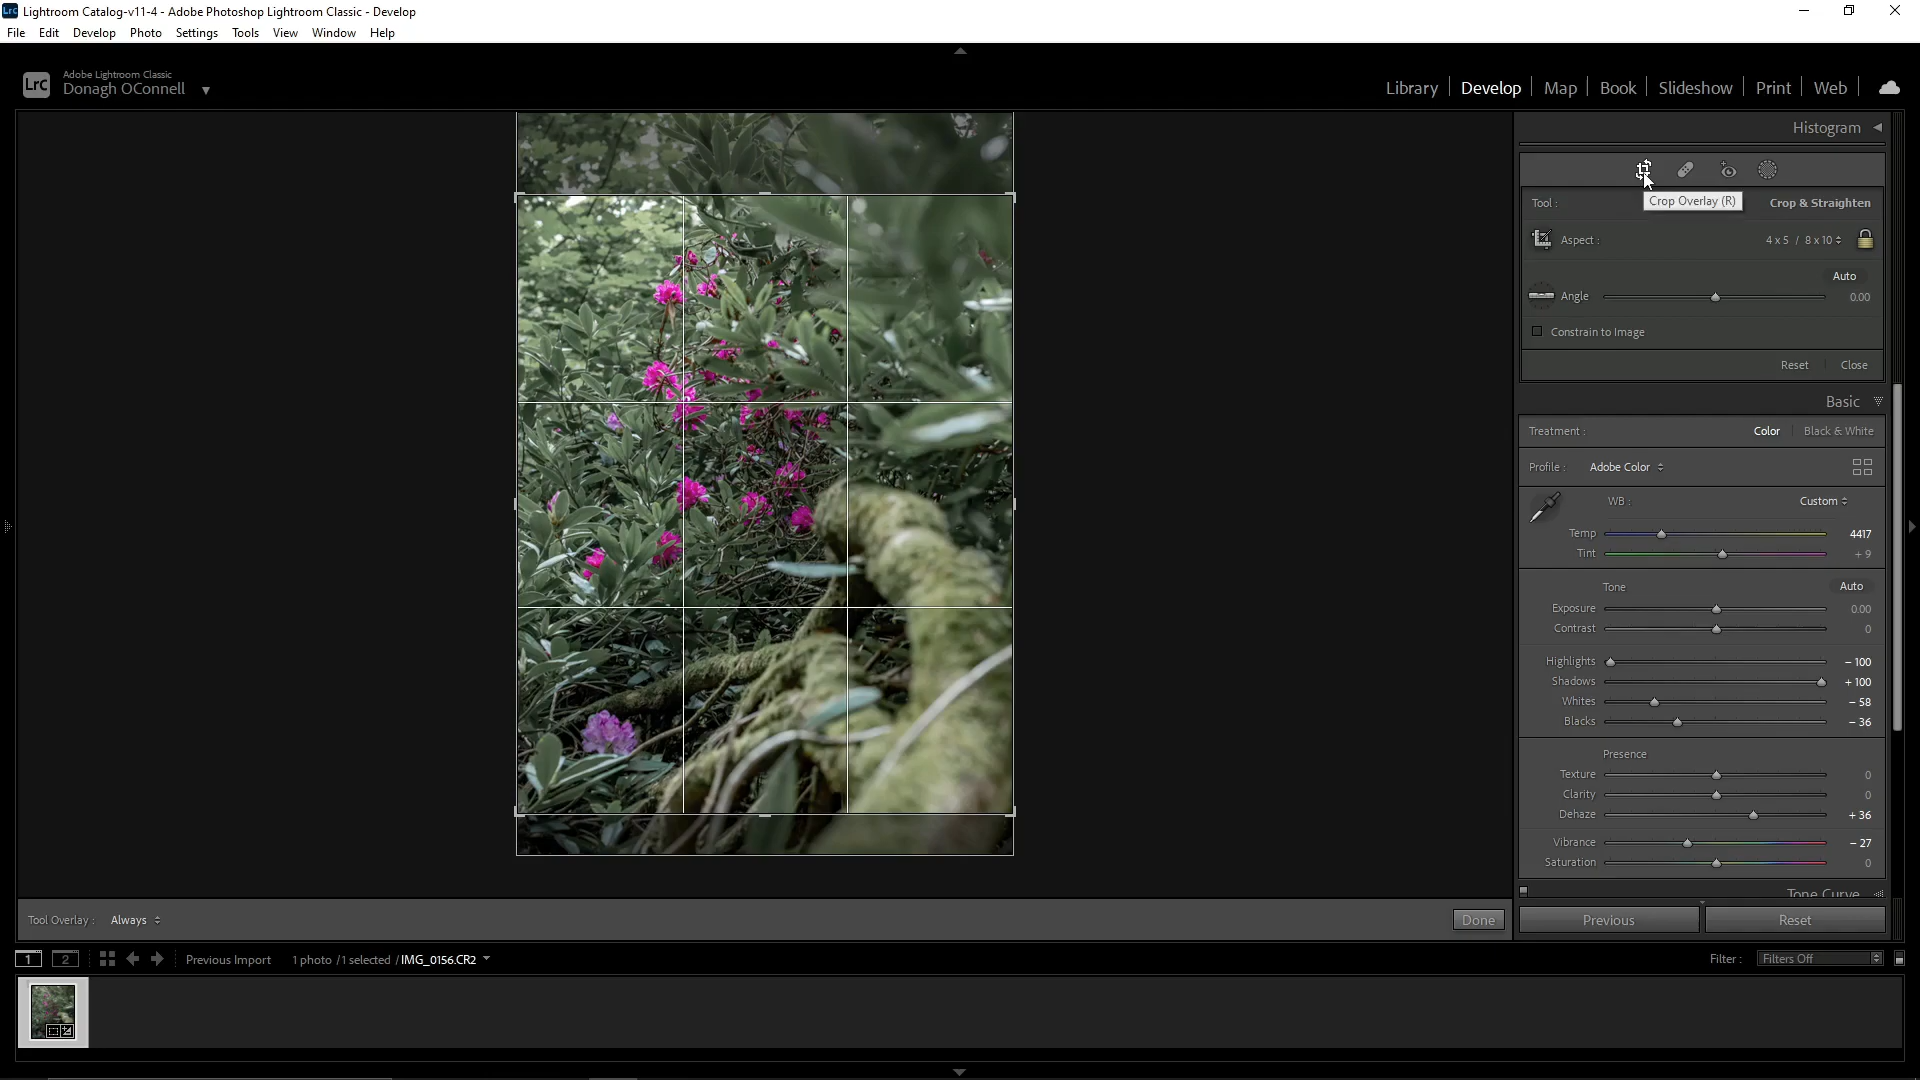 Lightroom Catalog-v11-4 - Adobe Photoshop Lightroom Classic - Develop
File Edit Develop Photo Settings Tools View Window Help
LrC
Adobe Lightroom Classic
Donagh OConnell
Library Develop Map Book Slideshow Print Web
Histogram
Crop Overlay (R)
Tool : Crop & Straighten
Aspect : 4 x 5 / 8 x 10
Auto
Angle 0.00
Constrain to Image
Reset Close
Basic
Treatment : Color Black & White
Profile : Adobe Color
WB : Custom
Temp 4417
Tint + 9
Tone Auto
Exposure 0.00
Contrast 0
Highlights - 100
Shadows + 100
Whites - 58
Blacks - 36
Presence
Texture 0
Clarity 0
Dehaze + 36
Vibrance - 27
Saturation 0
Tone Curve
Tool Overlay : Always Done
Previous Reset
1 2 Previous Import 1 photo / 1 selected / IMG_0156.CR2 Filter : Filters Off